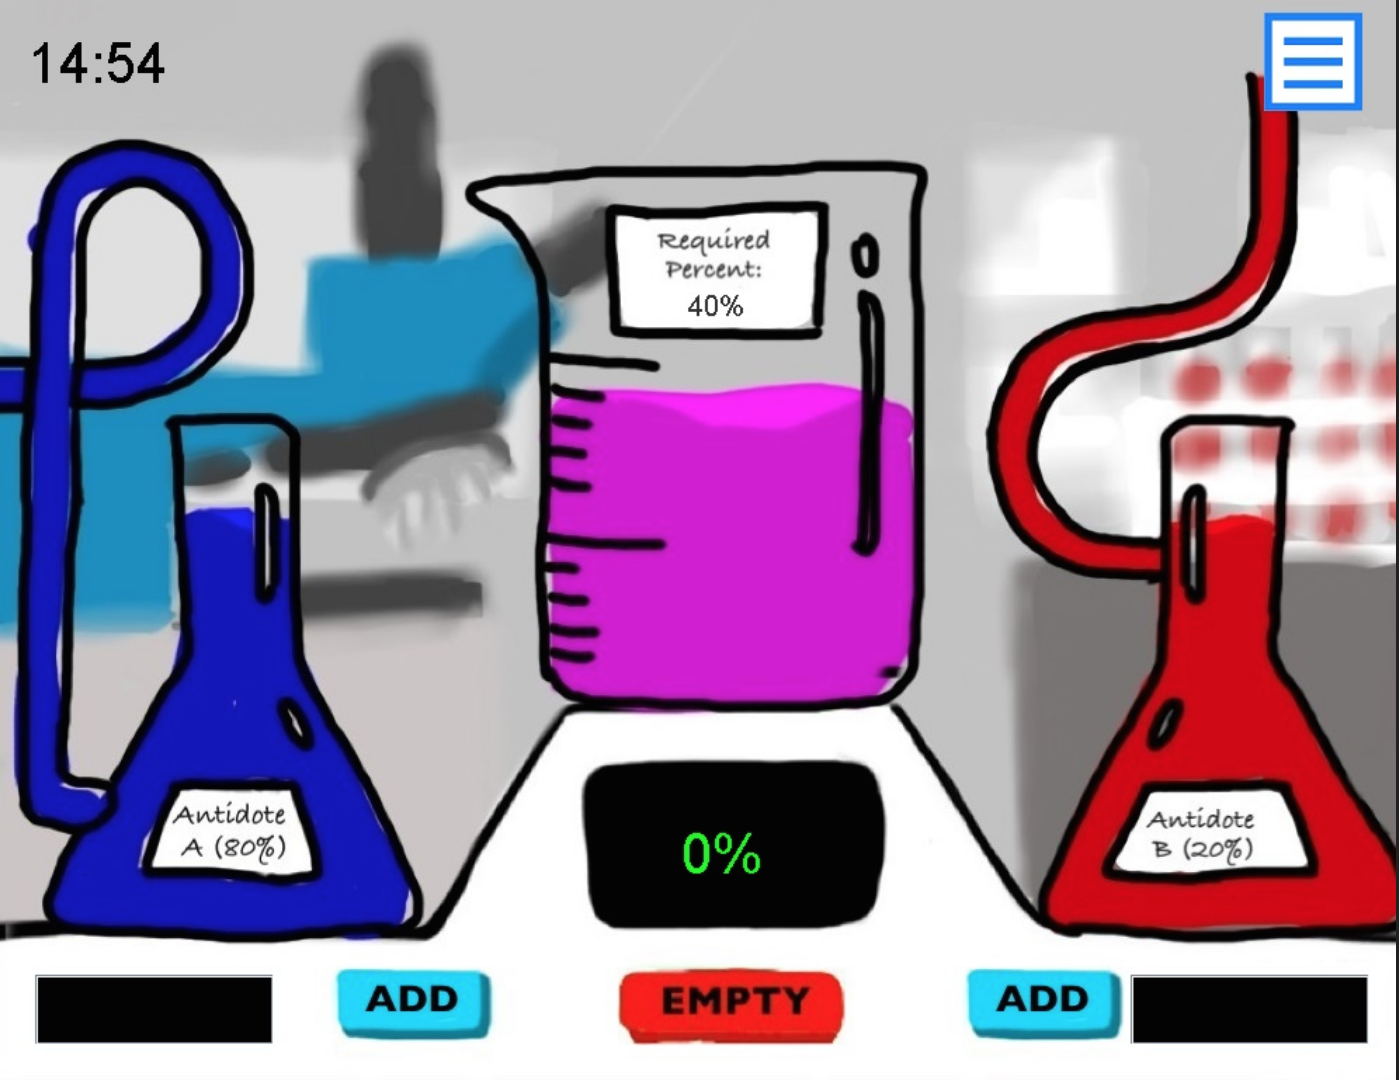 14:54
Required
Percent:
40%
Antidote
A (80%)
Antidote
B (20%)
0%
ADD
EMPTY
ADD